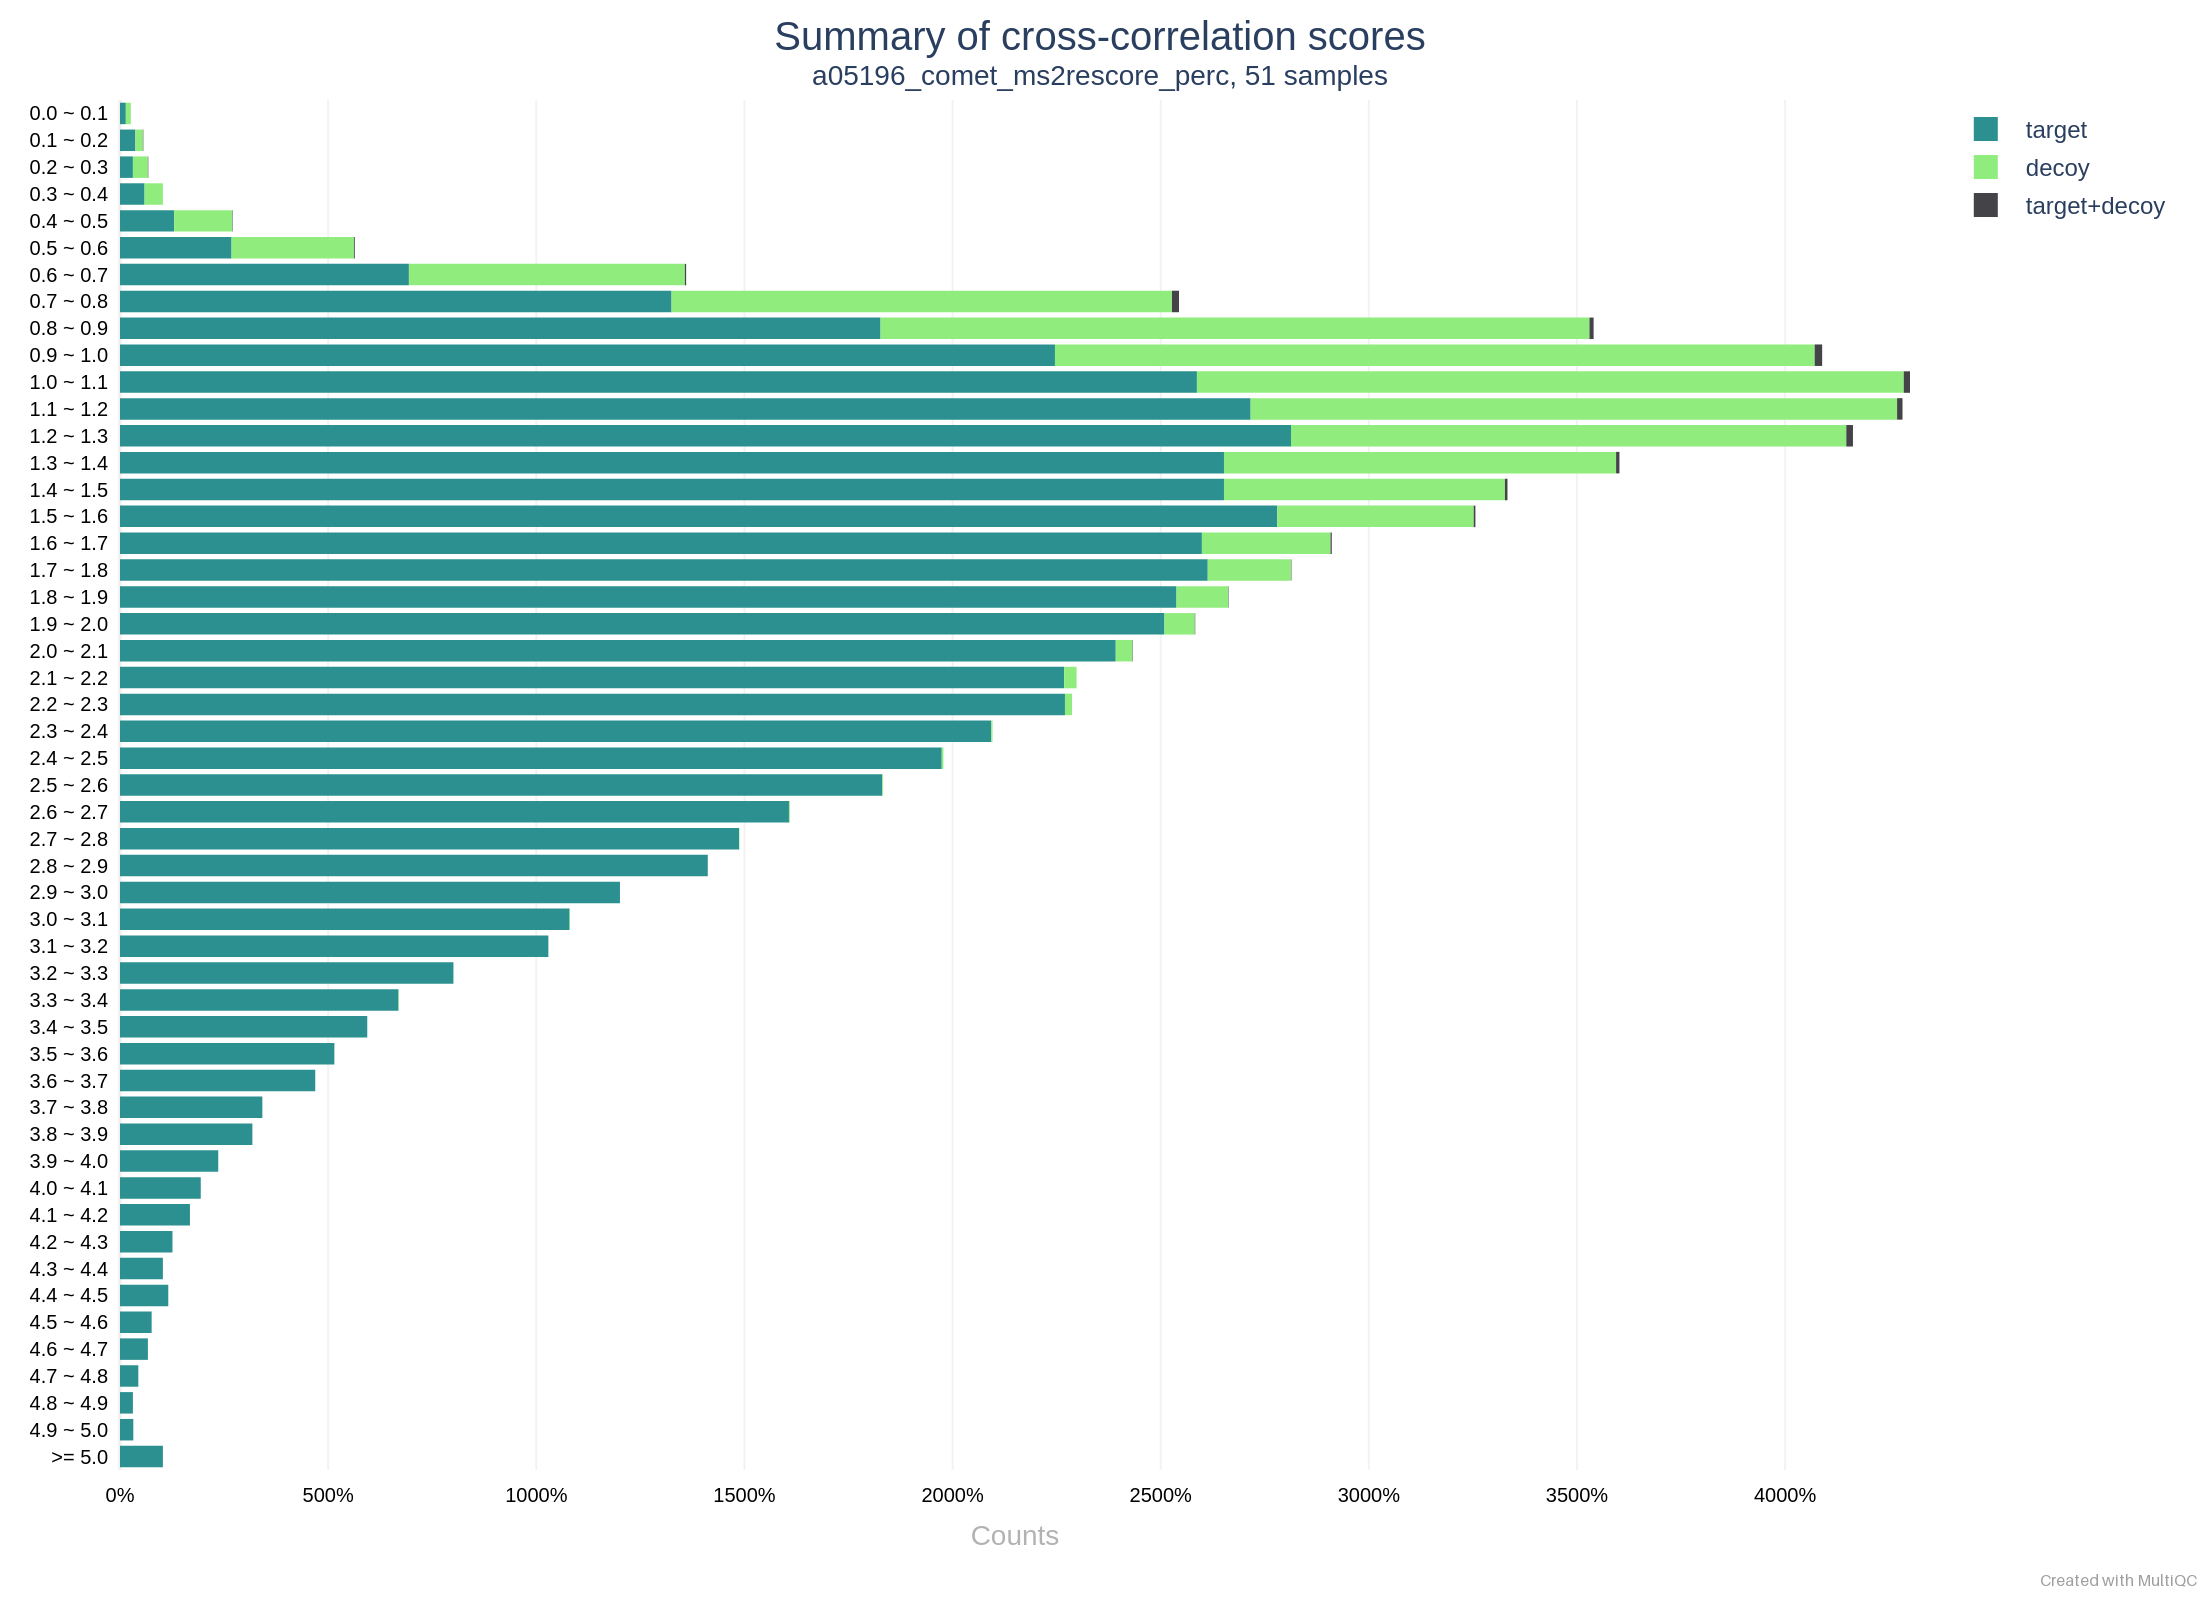 Summary of cross-correlation scores
a05196_comet_ms2rescore_perc, 51 samples
0.0 ~ 0.1
0.1 ~ 0.2
0.2 ~ 0.3
0.3 ~ 0.4
0.4 ~ 0.5
0.5 ~ 0.6
0.6 ~ 0.7
0.7 ~ 0.8
0.8 ~ 0.9
0.9 ~ 1.0
1.0 ~ 1.1
1.1 ~ 1.2
1.2 ~ 1.3
1.3 ~ 1.4
1.4 ~ 1.5
1.5 ~ 1.6
1.6 ~ 1.7
1.7 ~ 1.8
1.8 ~ 1.9
1.9 ~ 2.0
2.0 ~ 2.1
2.1 ~ 2.2
2.2 ~ 2.3
2.3 ~ 2.4
2.4 ~ 2.5
2.5 ~ 2.6
2.6 ~ 2.7
2.7 ~ 2.8
2.8 ~ 2.9
2.9 ~ 3.0
3.0 ~ 3.1
3.1 ~ 3.2
3.2 ~ 3.3
3.3 ~ 3.4
3.4 ~ 3.5
3.5 ~ 3.6
3.6 ~ 3.7
3.7 ~ 3.8
3.8 ~ 3.9
3.9 ~ 4.0
4.0 ~ 4.1
4.1 ~ 4.2
4.2 ~ 4.3
4.3 ~ 4.4
4.4 ~ 4.5
4.5 ~ 4.6
4.6 ~ 4.7
4.7 ~ 4.8
4.8 ~ 4.9
4.9 ~ 5.0
>= 5.0
0% 500% 1000% 1500% 2000% 2500% 3000% 3500% 4000%
Counts
target
decoy
target+decoy
Created with MultiQC